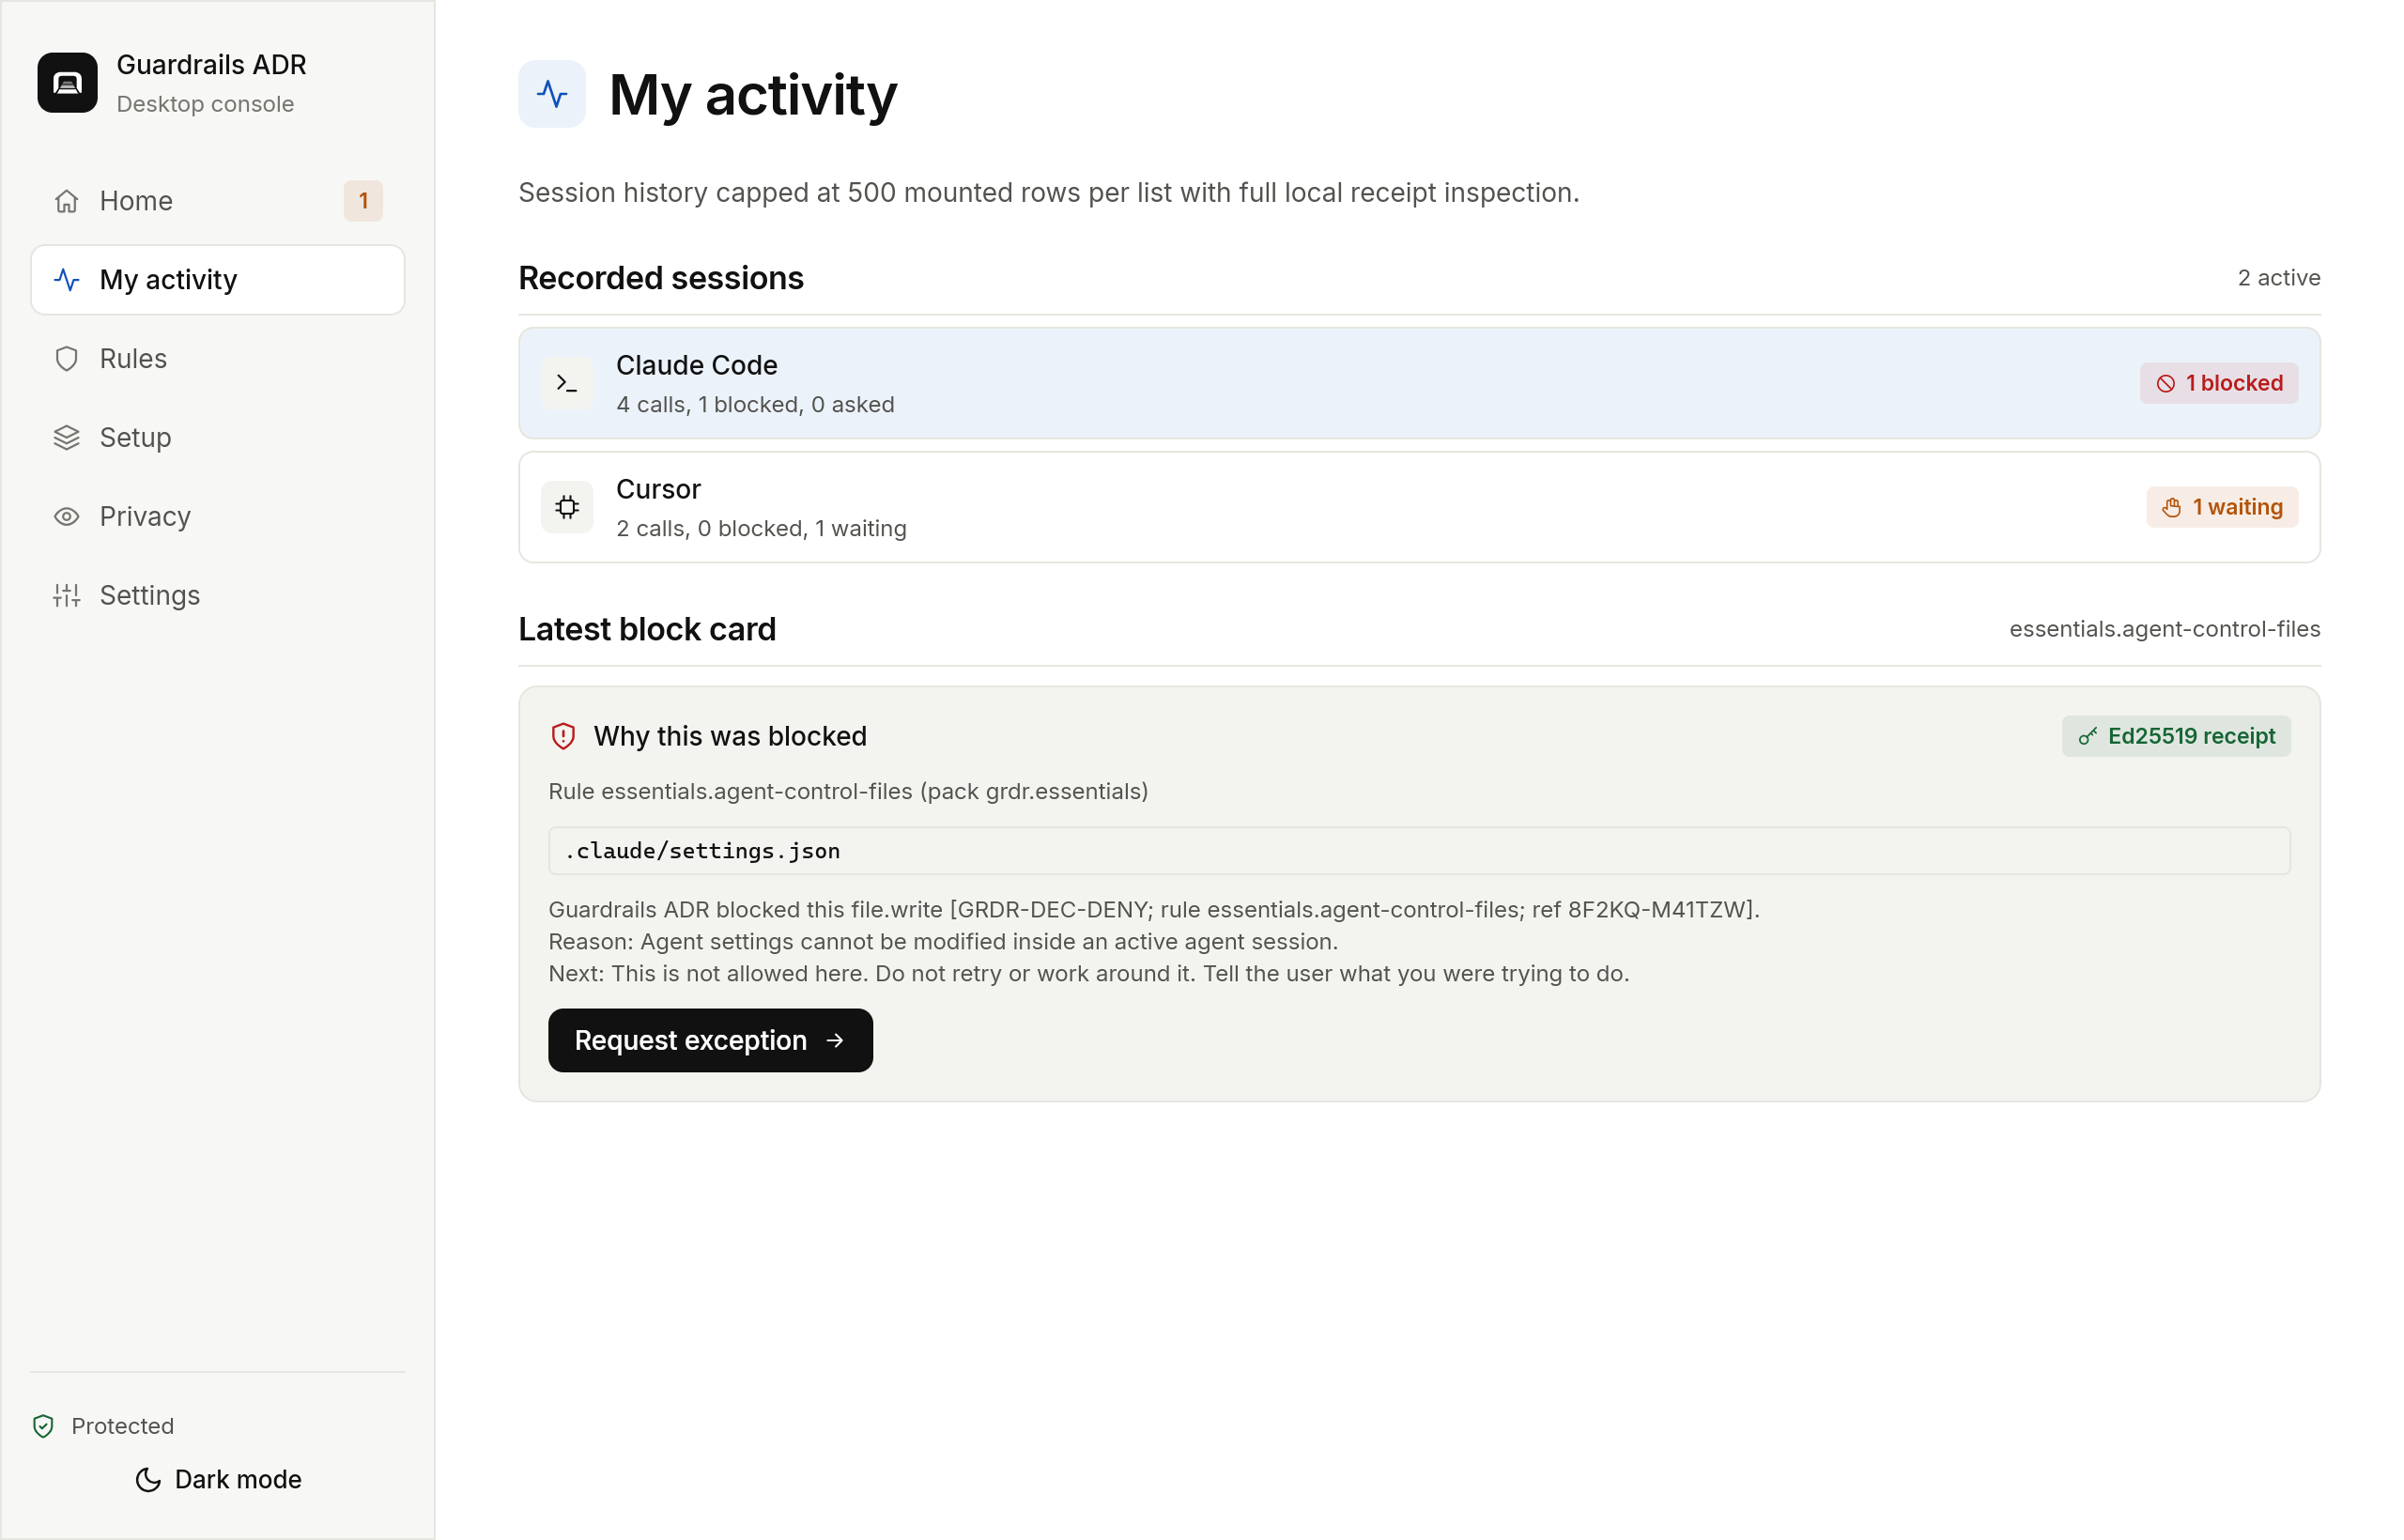 Guardrails ADR
Desktop console
Home 1
My activity
Rules
Setup
Privacy
Settings
Protected
Dark mode
My activity
Session history capped at 500 mounted rows per list with full local receipt inspection.
Recorded sessions 2 active
Claude Code
4 calls, 1 blocked, 0 asked
1 blocked
Cursor
2 calls, 0 blocked, 1 waiting
1 waiting
Latest block card essentials.agent-control-files
Why this was blocked Ed25519 receipt
Rule essentials.agent-control-files (pack grdr.essentials)
.claude/settings.json
Guardrails ADR blocked this file.write [GRDR-DEC-DENY; rule essentials.agent-control-files; ref 8F2KQ-M41TZW].
Reason: Agent settings cannot be modified inside an active agent session.
Next: This is not allowed here. Do not retry or work around it. Tell the user what you were trying to do.
Request exception →